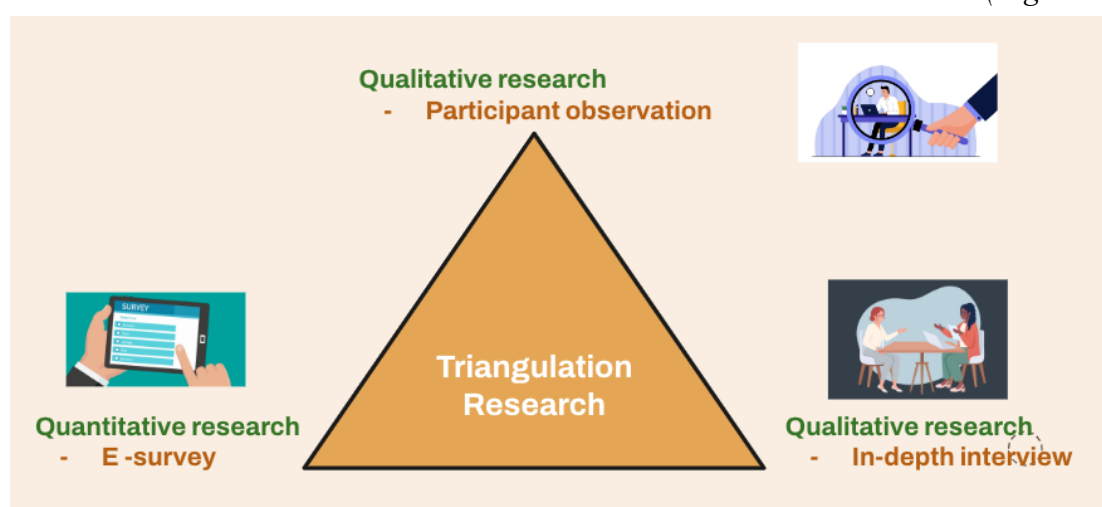 Qualitative research
- Participant observation
SURVEY
Triangulation
Research
Quantitative research
- E -survey
Qualitative research
- In-depth interview